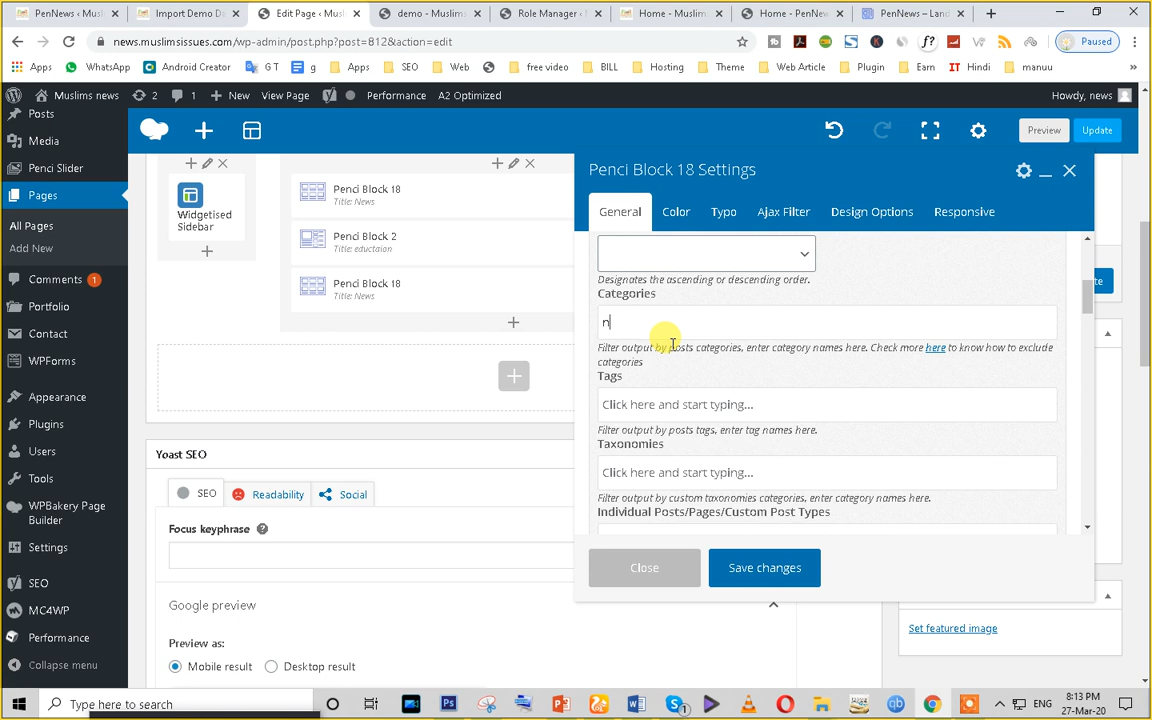 PenNews ‹ Mus
Import Demo Da
Edit Page ‹ Mus
demo - Muslims
Role Manager ‹ M
Home - Muslims
Home - PenNew
PenNews – Land
news.muslimsissues.com/wp-admin/post.php?post=812&action=edit
Paused
Apps
WhatsApp
Android Creator
G T
g
Apps
SEO
Web
free video
BILL
Hosting
Theme
Web Article
Plugin
Earn
IT Hindi
manuu
Muslims news
2
1
New
View Page
Performance
A2 Optimized
Howdy, news
Posts
Media
Penci Slider
Pages
All Pages
Add New
Comments 1
Portfolio
Contact
WPForms
Appearance
Plugins
Users
Tools
WPBakery Page
Builder
Settings
SEO
MC4WP
Performance
Collapse menu
Preview
Update
Widgetised
Sidebar
Penci Block 18
Title: News
Penci Block 2
Title: eductaion
Penci Block 18
Title: News
Penci Block 18 Settings
General
Color
Typo
Ajax Filter
Design Options
Responsive
Designates the ascending or descending order.
Categories
n
Filter output by posts categories, enter category names here. Check more here to know how to exclude
categories
Tags
Click here and start typing...
Filter output by posts tags, enter tag names here.
Taxonomies
Click here and start typing...
Filter output by custom taxonomies categories, enter category names here.
Individual Posts/Pages/Custom Post Types
Close
Save changes
Yoast SEO
SEO
Readability
Social
Focus keyphrase
Google preview
Preview as:
Mobile result
Desktop result
Set featured image
Type here to search
ENG
8:13 PM
27-Mar-20